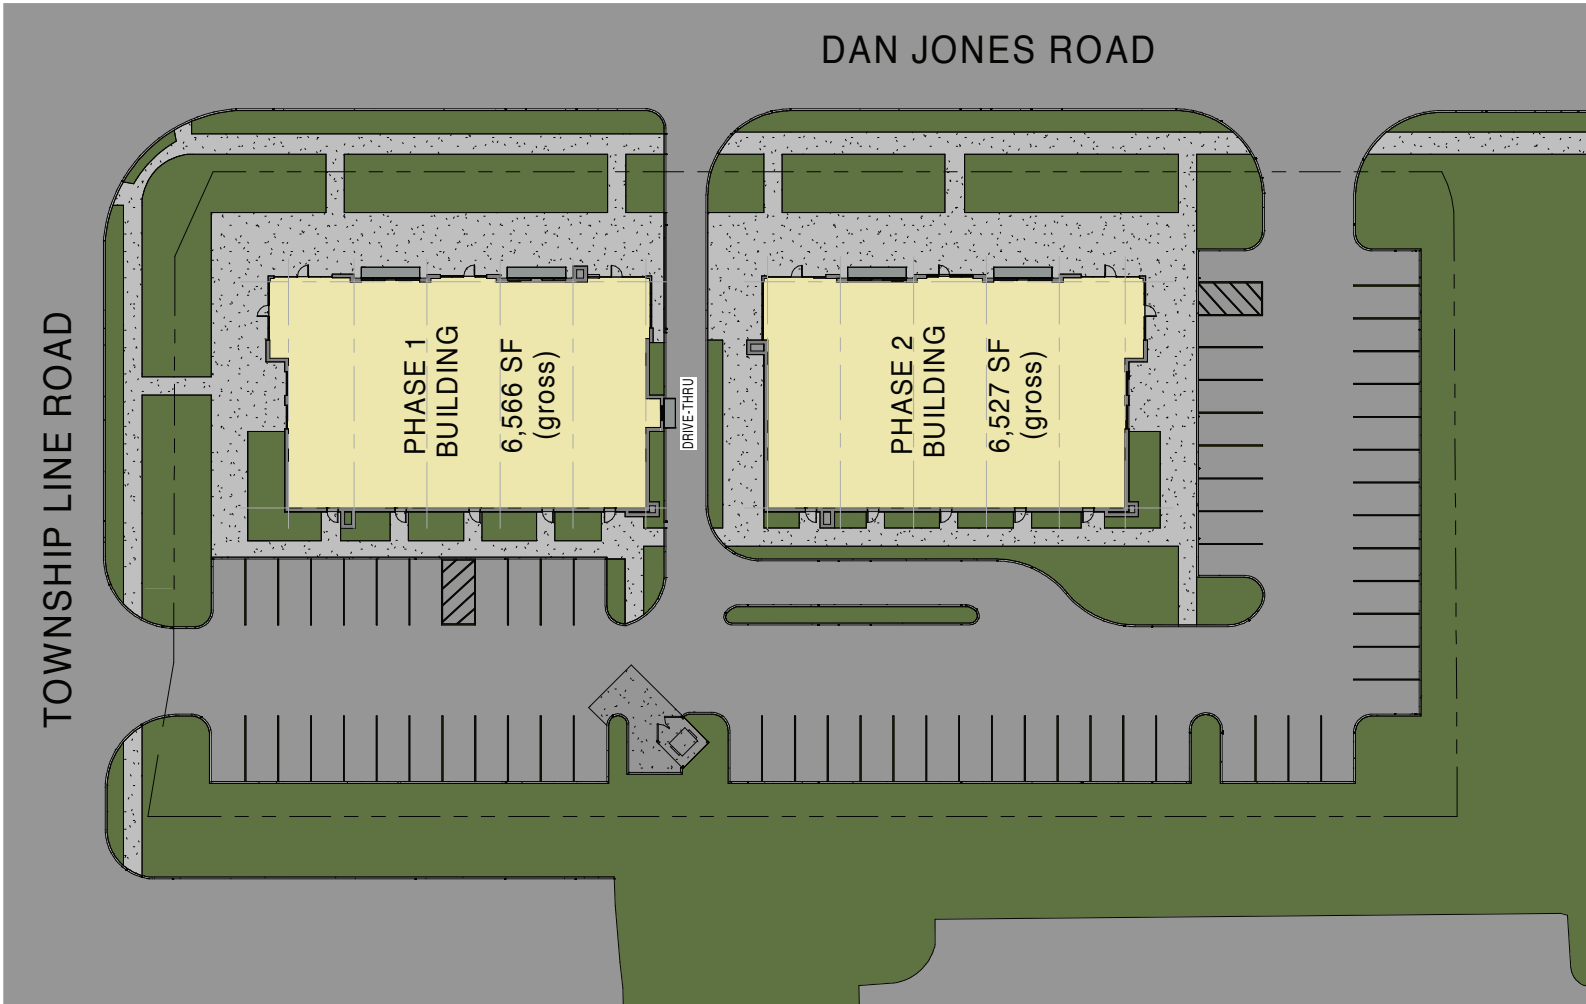 DAN JONES ROAD
TOWNSHIP LINE ROAD
PHASE 1
BUILDING
6,566 SF
(gross)
DRIVE-THRU
PHASE 2
BUILDING
6,527 SF
(gross)